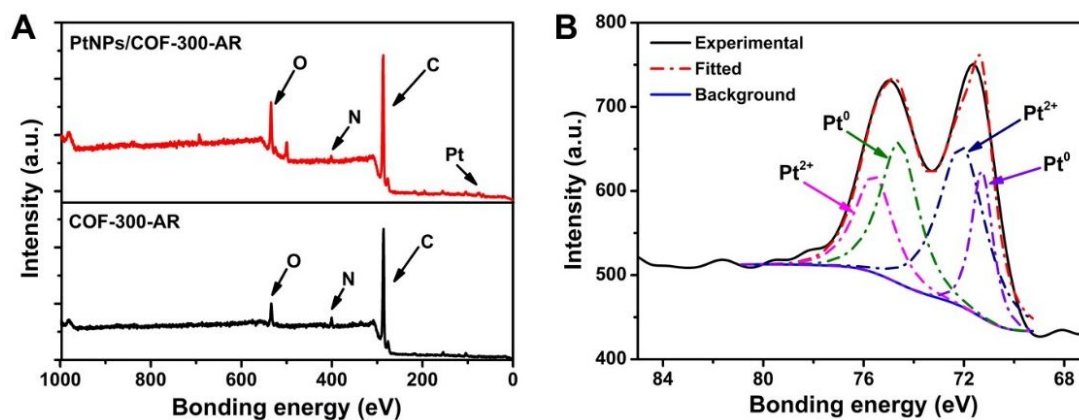 A
PtNPs/COF-300-AR
O
C
N
Pt
COF-300-AR
O
C
N
Intensity (a.u.)
1000 800 600 400 200 0
Bonding energy (eV)
B
800
700
600
500
400
Experimental
Fitted
Background
Pt²⁺
Pt⁰
Pt²⁺
Pt⁰
Intensity (a.u.)
84 80 76 72 68
Bonding energy (eV)